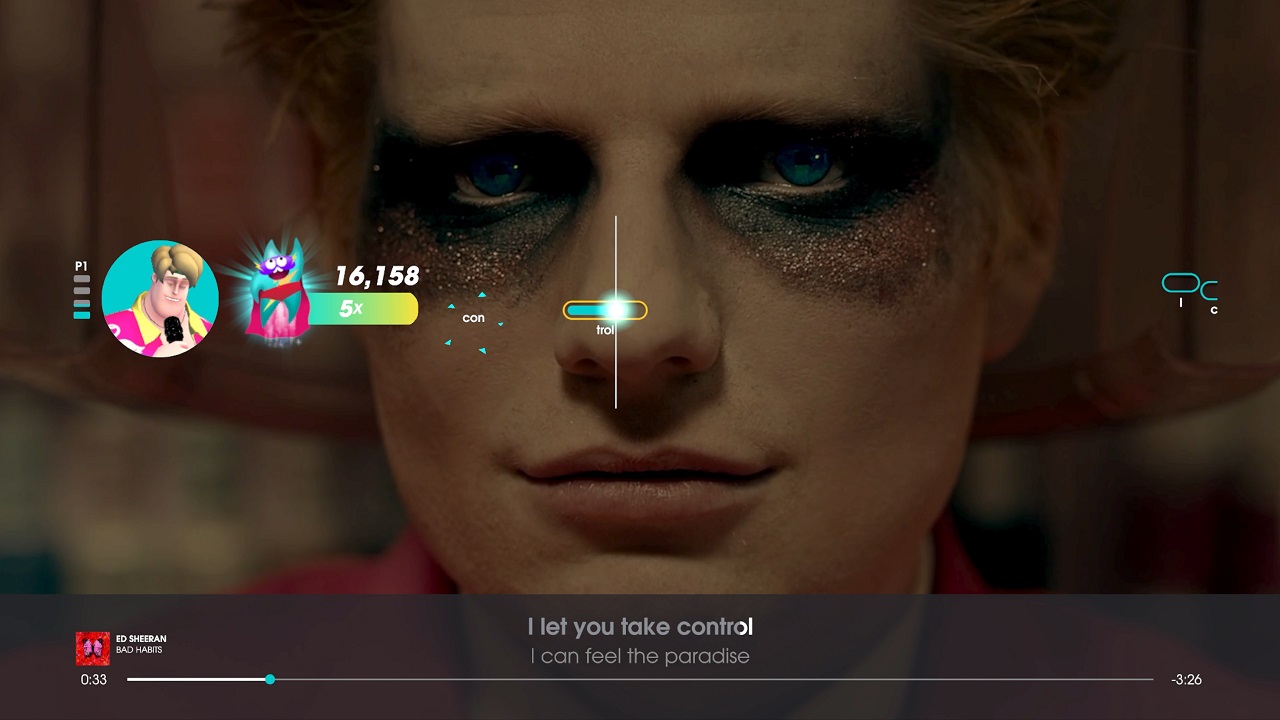 P1
16,158
5x
con
trol
I
c
I let you take control
I can feel the paradise
ED SHEERAN
BAD HABITS
0:33
-3:26